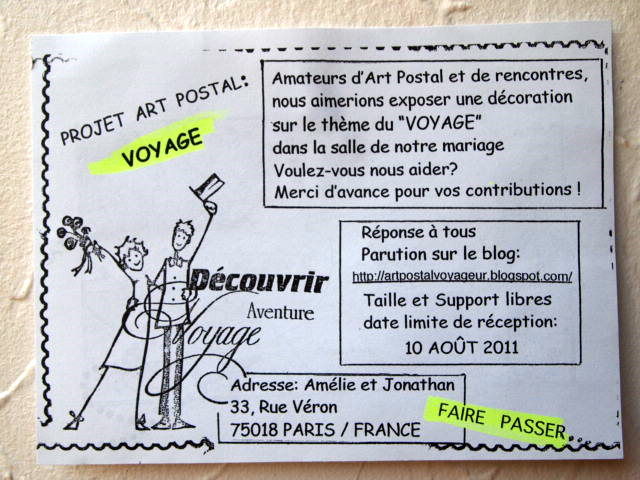 PROJET ART POSTAL:
VOYAGE
Amateurs d'Art Postal et de rencontres,
nous aimerions exposer une décoration
sur le thème du "VOYAGE"
dans la salle de notre mariage
Voulez-vous nous aider?
Merci d'avance pour vos contributions !
Réponse à tous
Parution sur le blog:
http://artpostalvoyageur.blogspot.com/
Taille et Support libres
date limite de réception:
10 AOÛT 2011
Découvrir
Aventure
Voyage
Adresse: Amélie et Jonathan
33, Rue Véron
75018 PARIS / FRANCE
FAIRE PASSER...